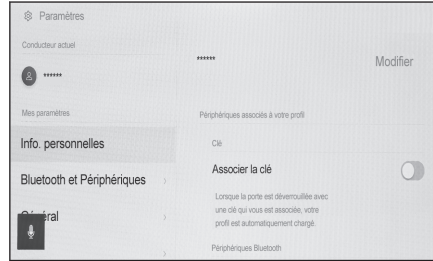 Paramètres
Conducteur actuel
******
Mes paramètres
Info. personnelles
Bluetooth et Périphériques
Général
******
Modifier
Périphériques associés à votre profil
Clé
Associer la clé
Lorsque la porte est déverrouillée avec
une clé qui vous est associée, votre
profil est automatiquement chargé.
Périphériques Bluetooth